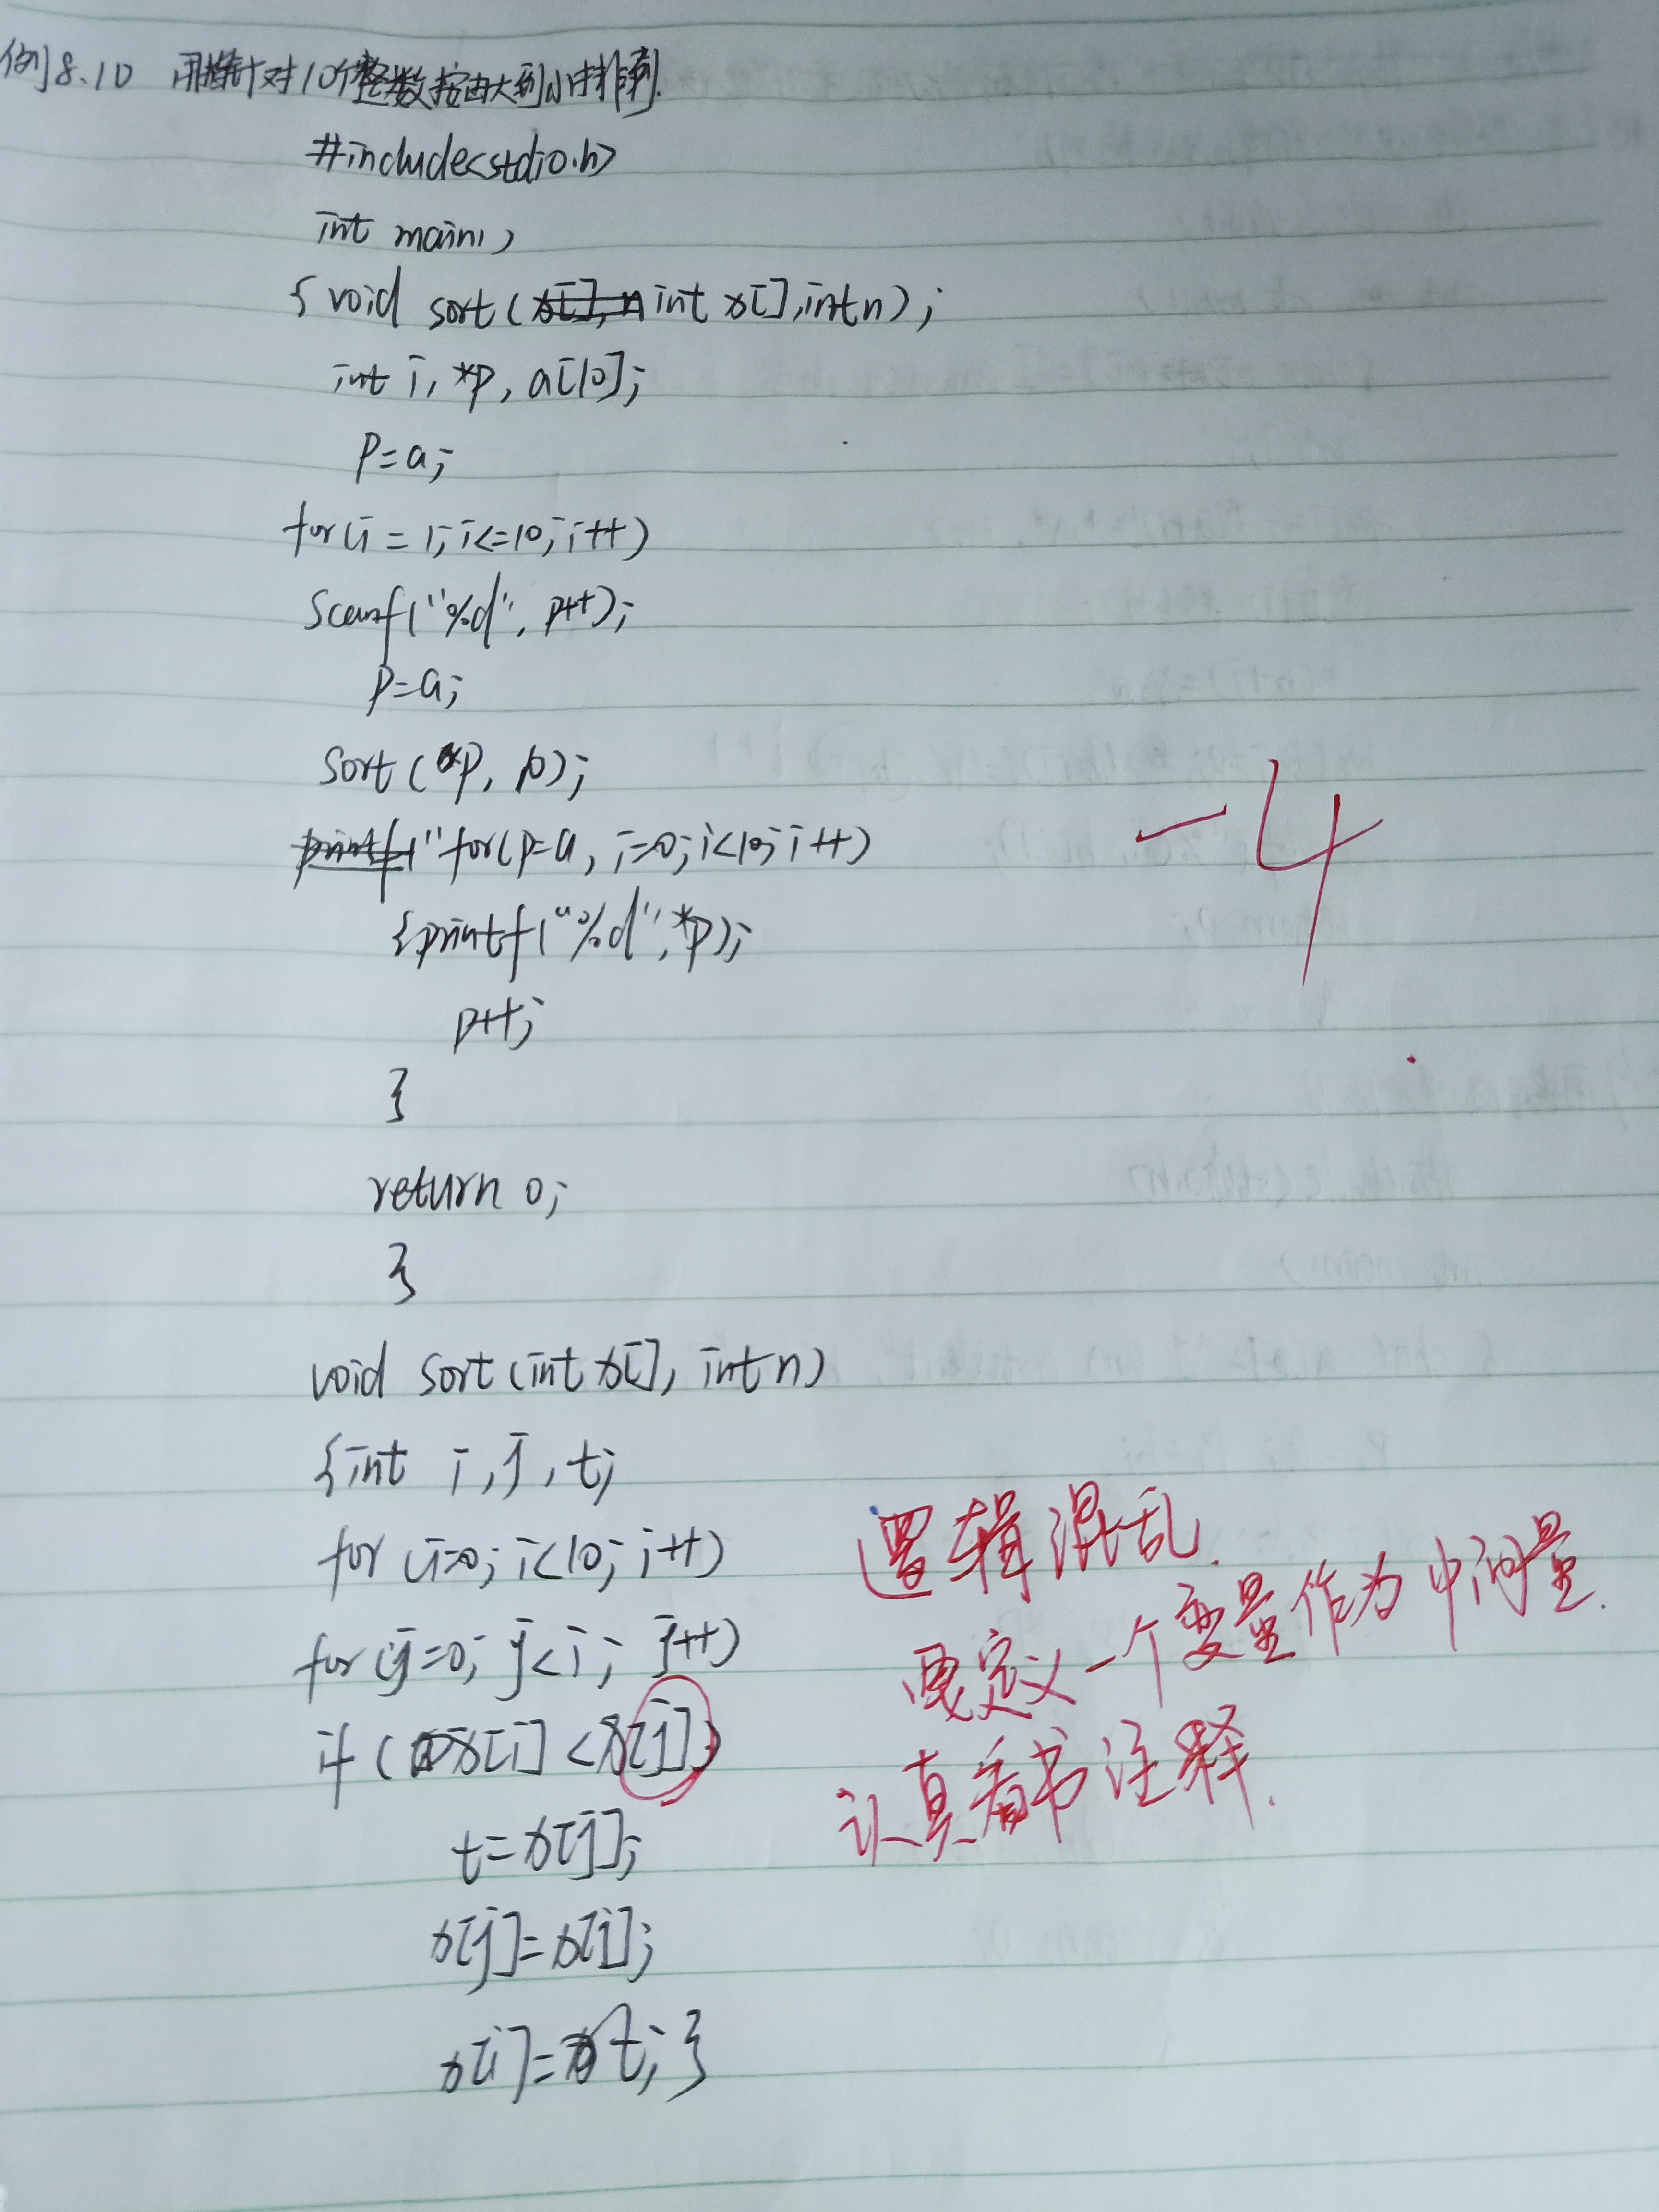 例8.10 用指针对10个整数按由大到小排列.
#include<stdio.h>
int main()
{ void sort(int x[],int n);
int i, *p, a[10];
p=a;
for(i=1;i<=10;i++)
scanf("%d", p++);
p=a;
sort(*p, 10);
for(p=a, i=0;i<10;i++)
{printf("%d",*p);
p++;
}
return 0;
}
-4
void sort(int x[], int n)
{int i, j, t;
for(i=0; i<10; i++)
逻辑混乱.
for(j=0; j<i; j++)
要定义一个变量作为中间量.
if(x[i]<x[j])
认真看书注释.
t=x[j];
x[j]=x[i];
x[i]=t;}